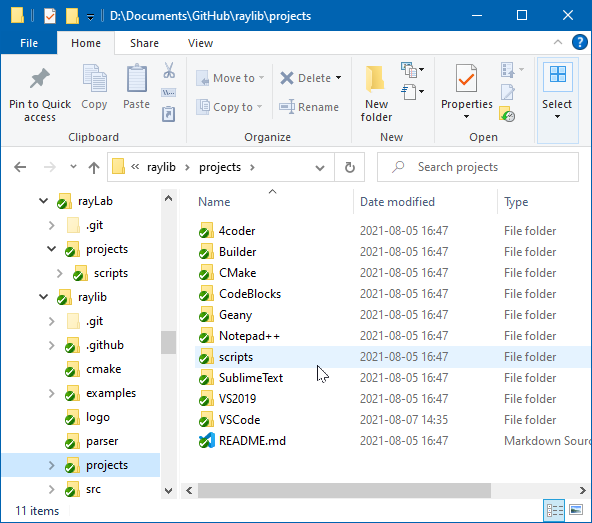 D:\Documents\GitHub\raylib\projects
File Home Share View
Pin to Quick access
Copy
Paste
Clipboard
Move to
Copy to
Delete
Rename
Organize
New folder
New
Properties
Open
Select
raylib projects
Search projects
rayLab
.git
projects
scripts
raylib
.git
.github
cmake
examples
logo
parser
projects
src
Name Date modified Type
4coder 2021-08-05 16:47 File folder
Builder 2021-08-05 16:47 File folder
CMake 2021-08-05 16:47 File folder
CodeBlocks 2021-08-05 16:47 File folder
Geany 2021-08-05 16:47 File folder
Notepad++ 2021-08-05 16:47 File folder
scripts 2021-08-05 16:47 File folder
SublimeText 2021-08-05 16:47 File folder
VS2019 2021-08-05 16:47 File folder
VSCode 2021-08-07 14:35 File folder
README.md 2021-08-05 16:47 Markdown Sour
11 items